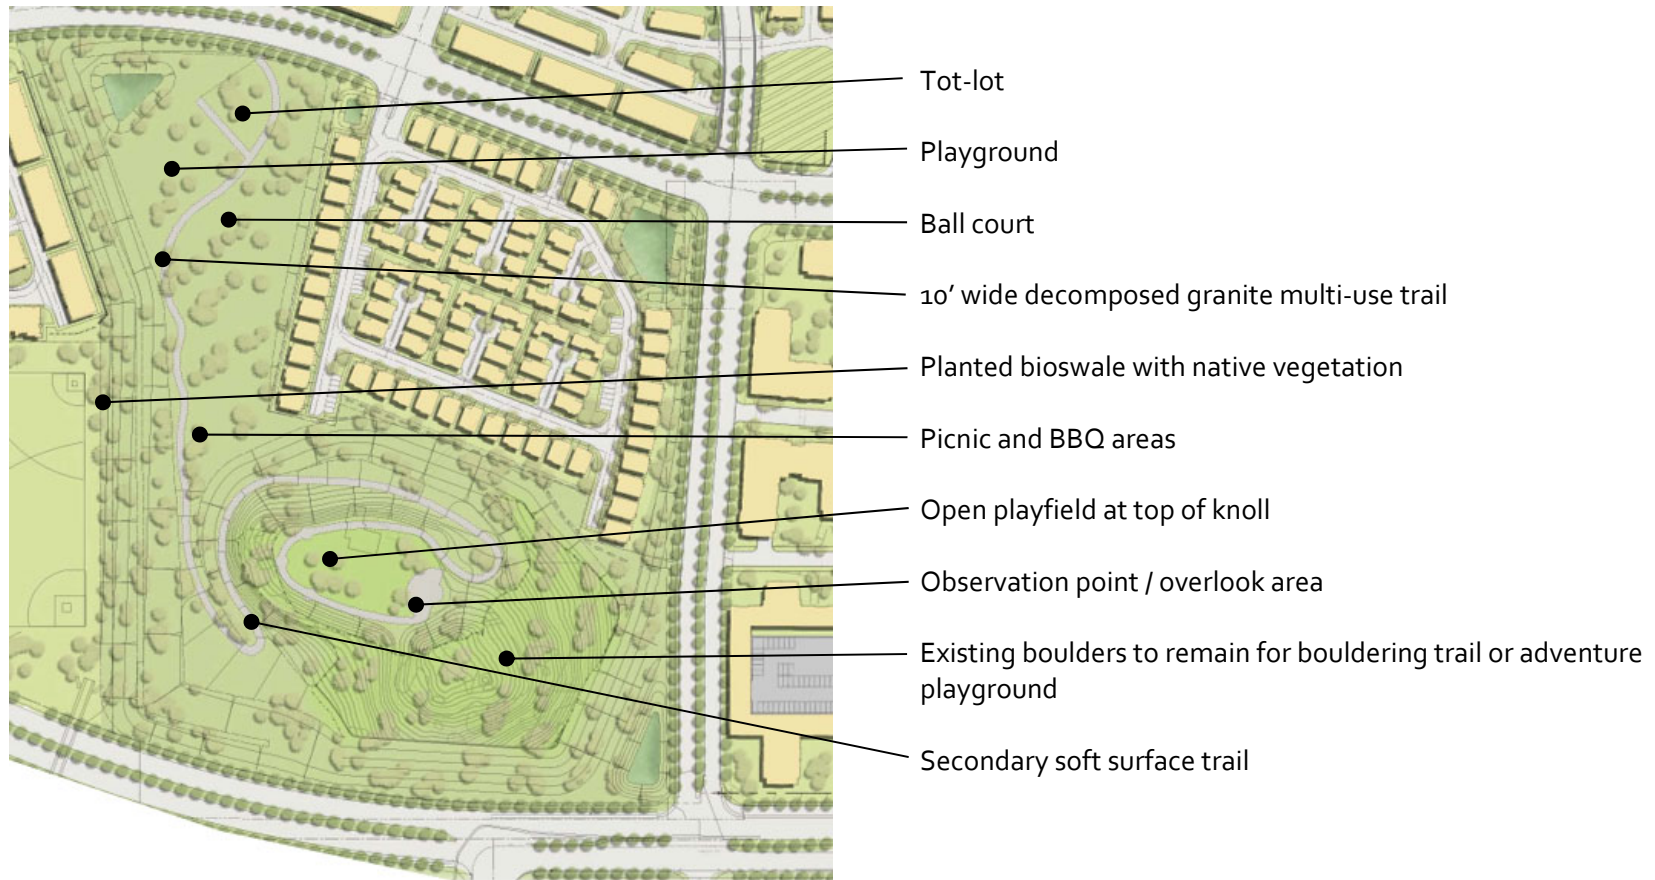 Tot-lot
Playground
Ball court
10’ wide decomposed granite multi-use trail
Planted bioswale with native vegetation
Picnic and BBQ areas
Open playfield at top of knoll
Observation point / overlook area
Existing boulders to remain for bouldering trail or adventure
playground
Secondary soft surface trail